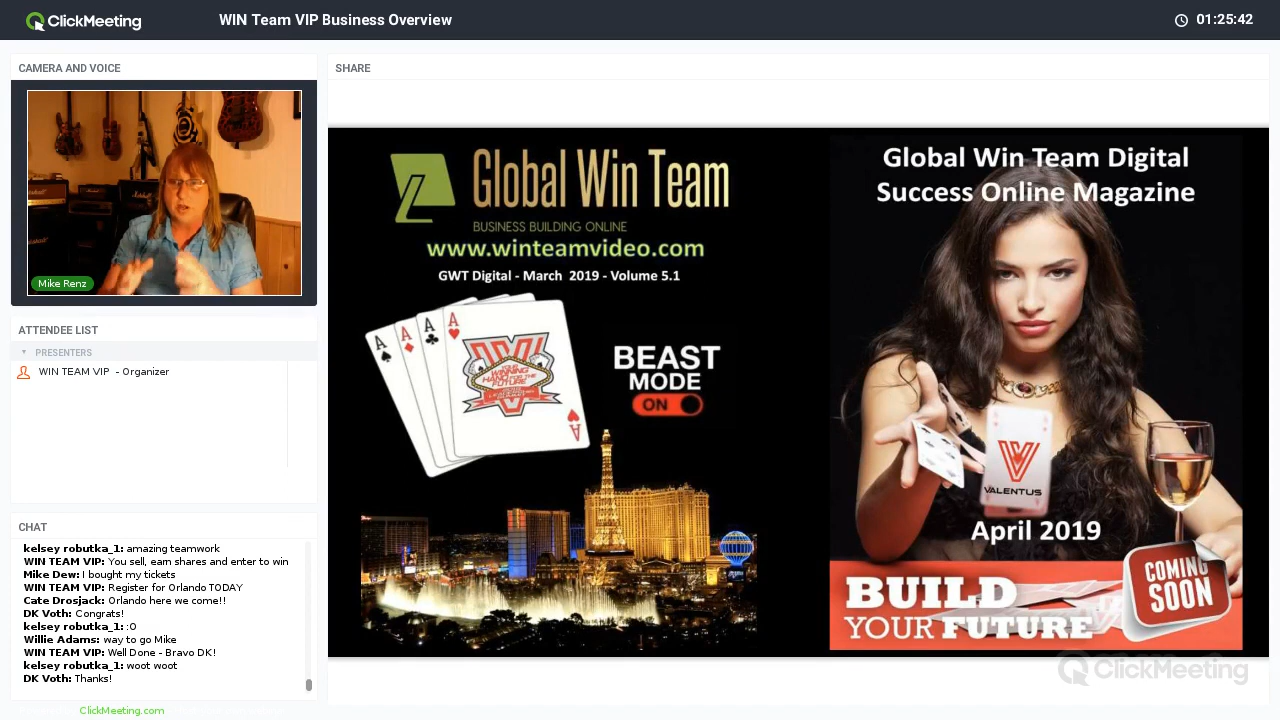 ClickMeeting
WIN Team VIP Business Overview
01:25:42
CAMERA AND VOICE
Mike Renz
ATTENDEE LIST
PRESENTERS
WIN TEAM VIP - Organizer
CHAT
kelsey robutka_1: amazing teamwork
WIN TEAM VIP: You sell, earn shares and enter to win
Mike Dew: I bought my tickets
WIN TEAM VIP: Register for Orlando TODAY
Cate Drosjack: Orlando here we come!!
DK Voth: Congrats!
kelsey robutka_1: :O
Willie Adams: way to go Mike
WIN TEAM VIP: Well Done - Bravo DK!
kelsey robutka_1: woot woot
DK Voth: Thanks!
ClickMeeting.com
SHARE
Global Win Team
BUSINESS BUILDING ONLINE
www.winteamvideo.com
GWT Digital - March 2019 - Volume 5.1
A
A
A
A
YOUR
WINNING
HAND FOR THE
FUTURE
A
BEAST
MODE
ON
Global Win Team Digital
Success Online Magazine
VALENTUS
April 2019
COMING
SOON
BUILD
YOUR FUTURE
ClickMeeting